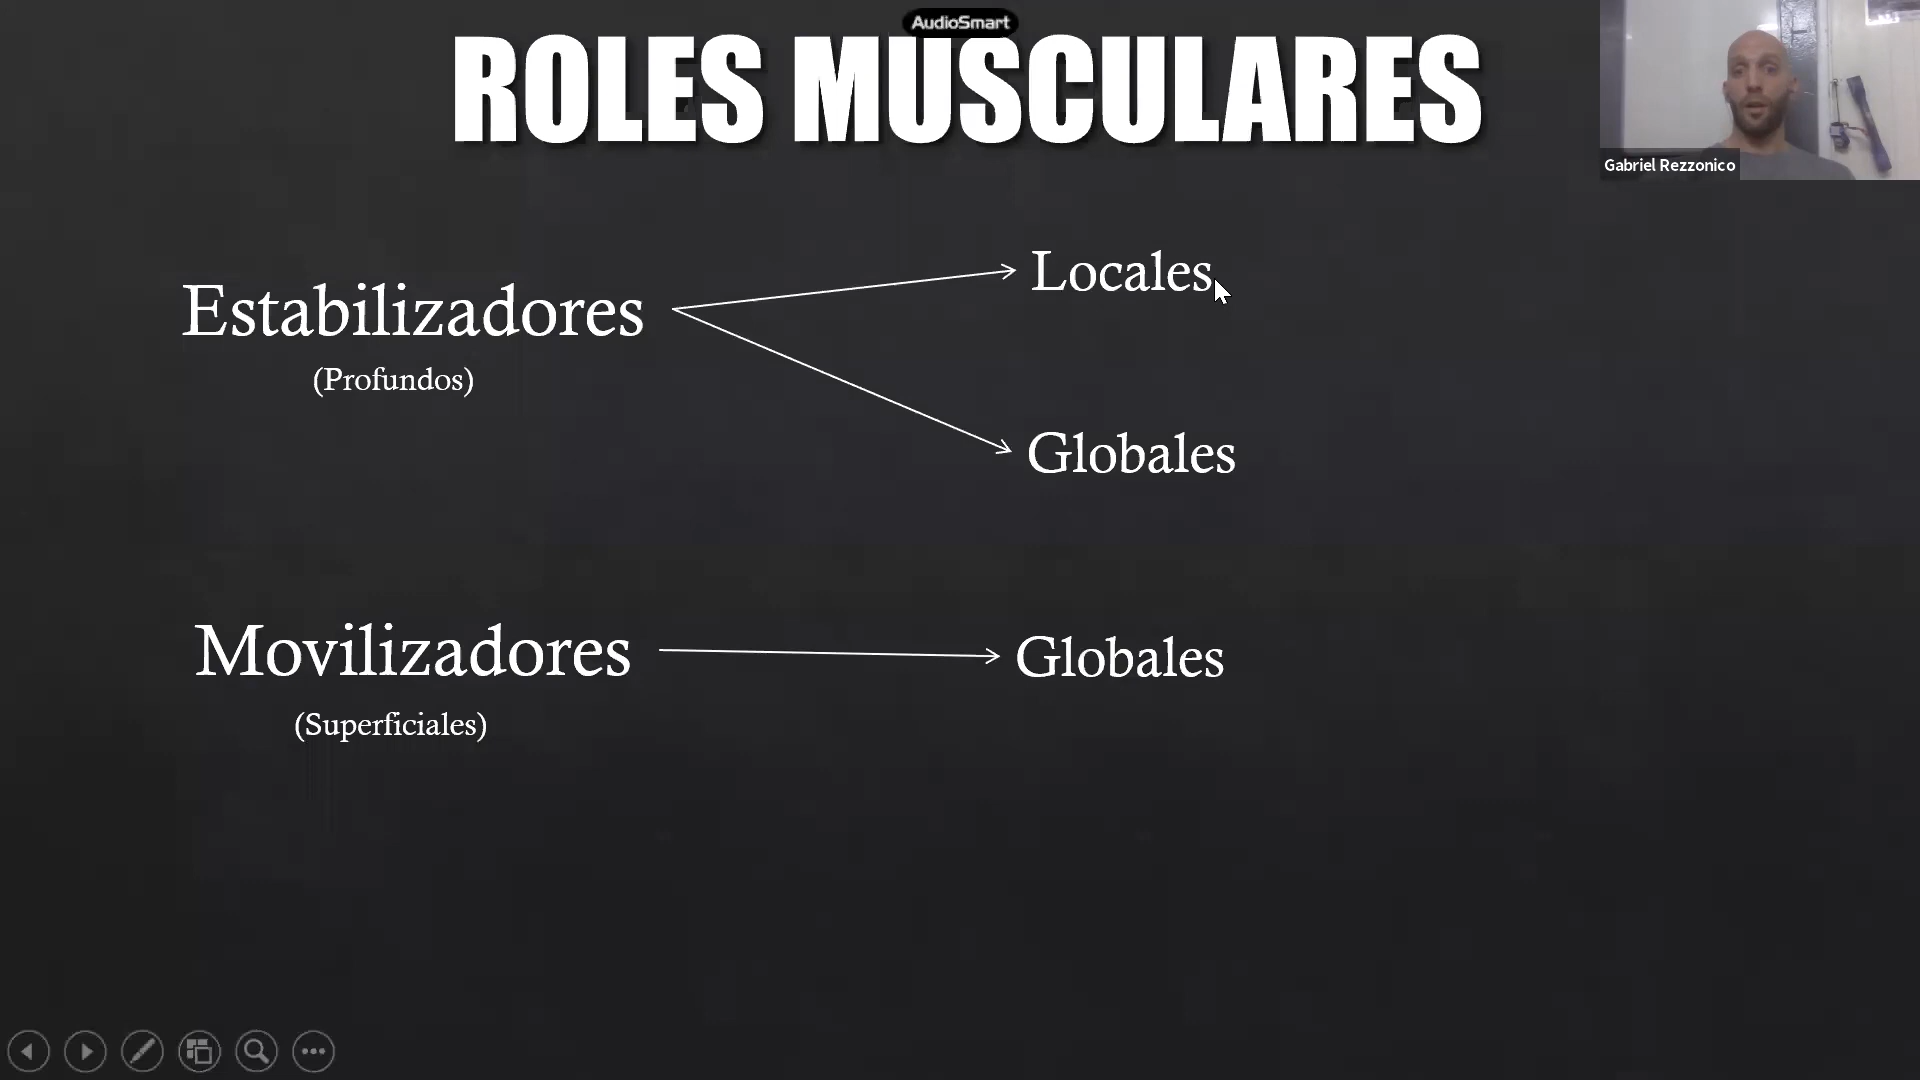 AudioSmart
ROLES MUSCULARES
Gabriel Rezzonico
Estabilizadores
(Profundos)
Locales
Globales
Movilizadores
(Superficiales)
Globales